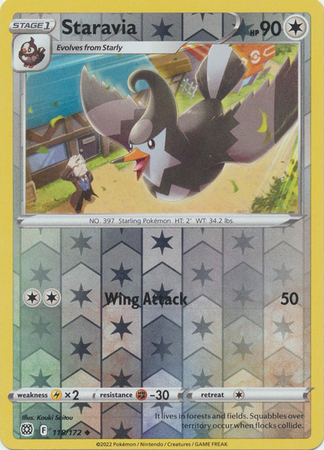 STAGE 1
Staravia
HP 90
Evolves from Starly
NO. 397 Starling Pokémon HT: 2' WT: 34.2 lbs.
Wing Attack 50
weakness ×2 resistance -30 retreat
Illus. Kouki Saitou
It lives in forests and fields. Squabbles over
territory occur when flocks collide.
F
/172
©2022 Pokémon / Nintendo / Creatures / GAME FREAK